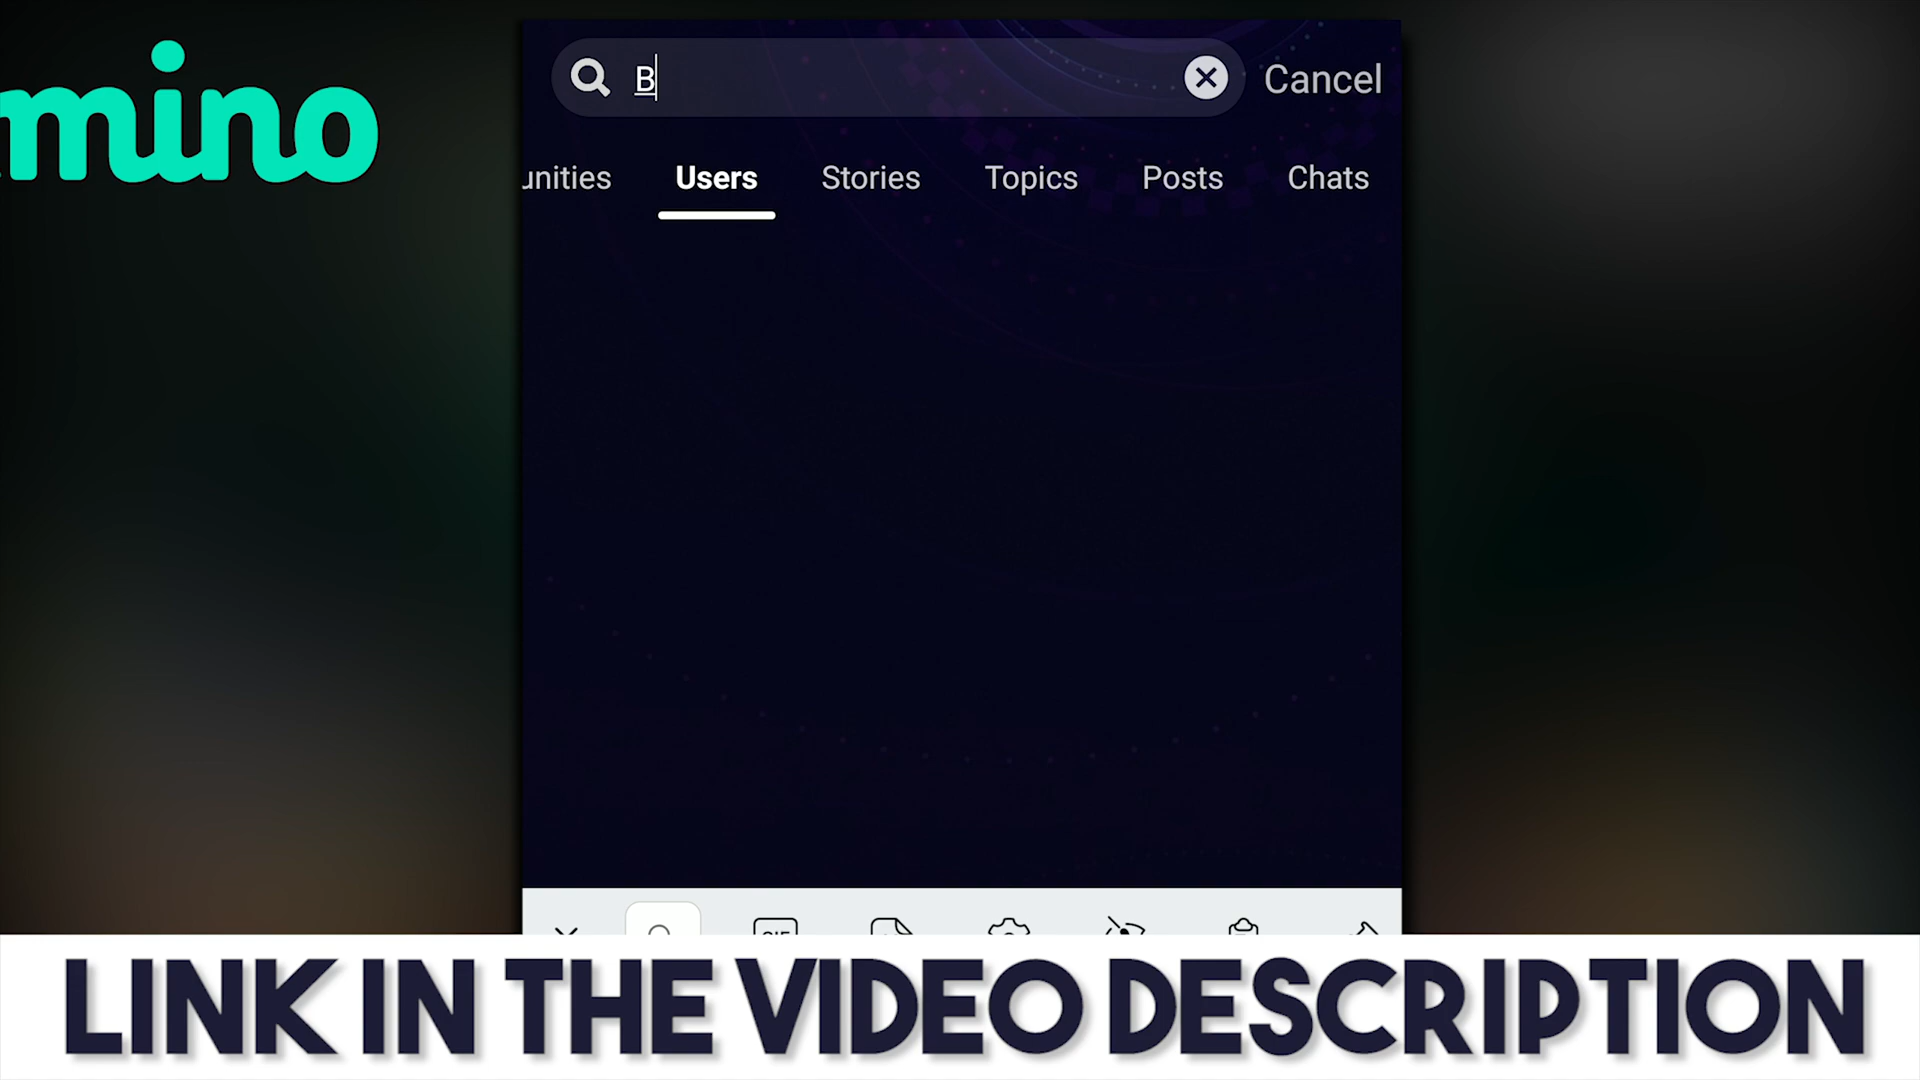 mino
B
Cancel
unities Users Stories Topics Posts Chats
LINK IN THE VIDEO DESCRIPTION